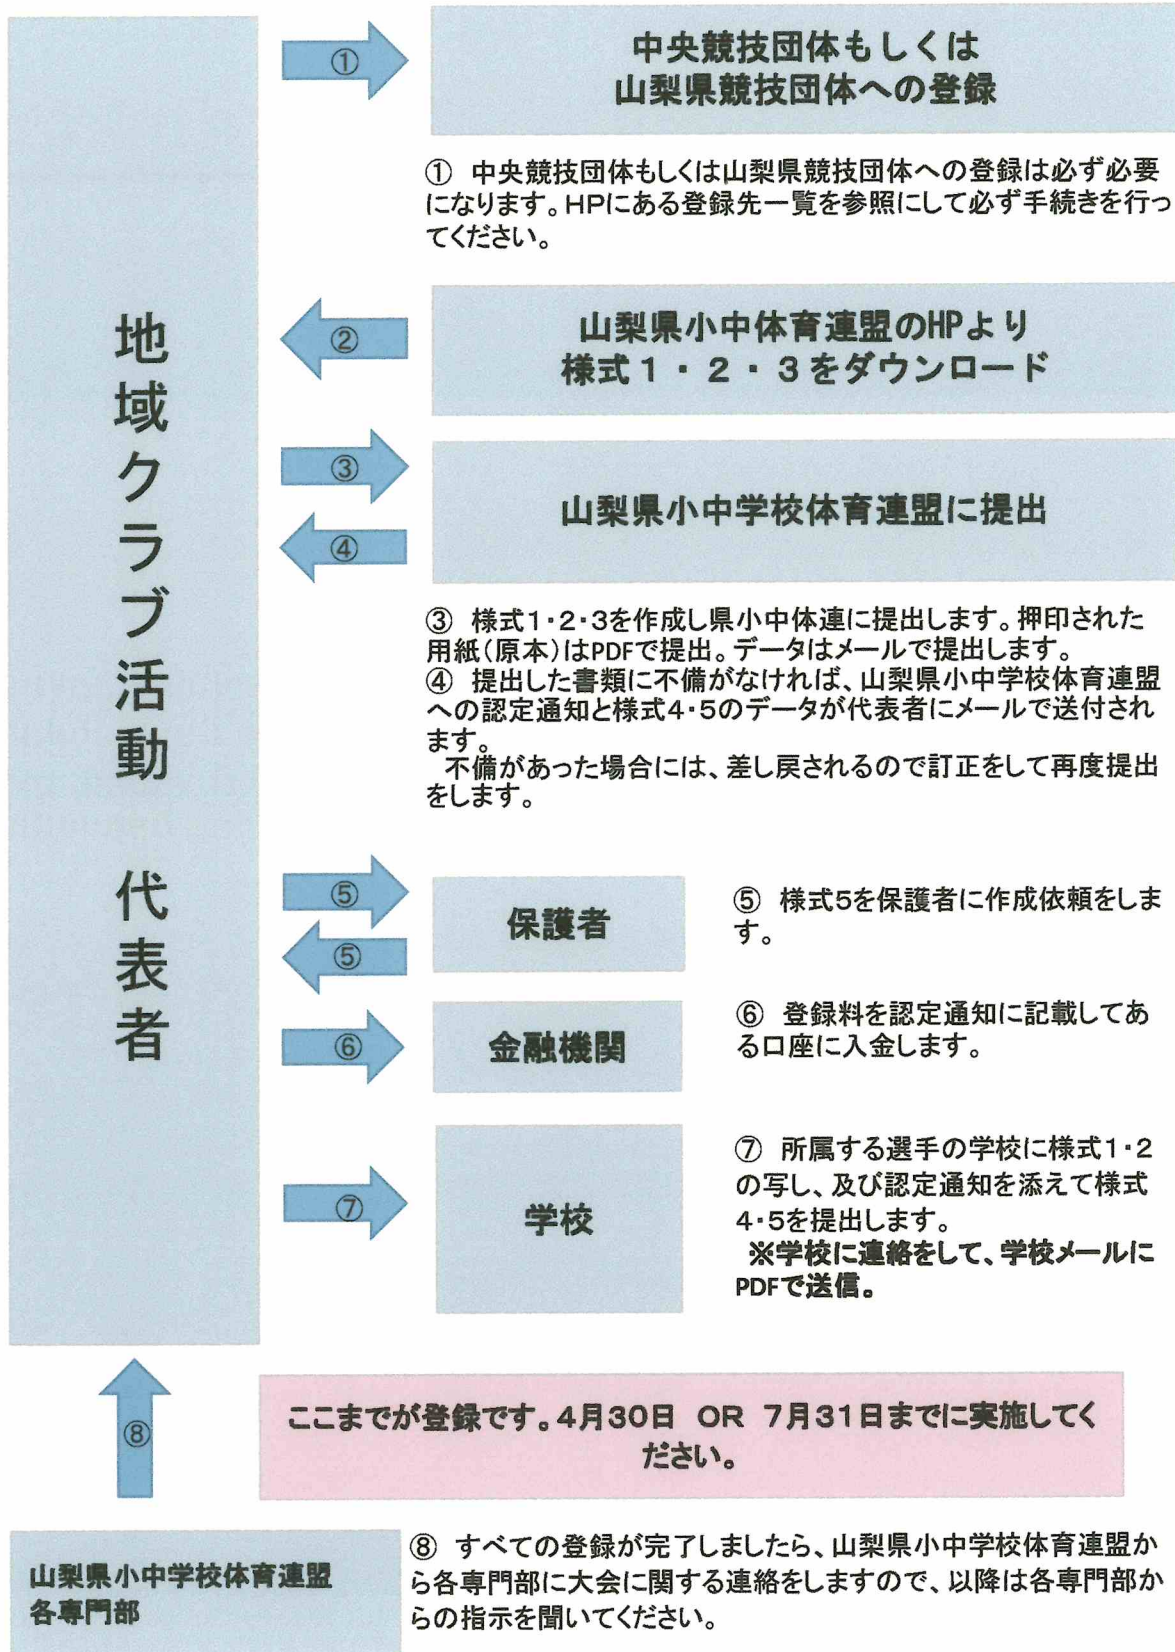 地域クラブ活動　代表者
①
中央競技団体もしくは
山梨県競技団体への登録
①　中央競技団体もしくは山梨県競技団体への登録は必ず必要
になります。HPにある登録先一覧を参照にして必ず手続きを行っ
てください。
②
山梨県小中体育連盟のHPより
様式１・２・３をダウンロード
③
④
山梨県小中学校体育連盟に提出
③　様式1・2・3を作成し県小中体連に提出します。押印された
用紙（原本）はPDFで提出。データはメールで提出します。
④　提出した書類に不備がなければ、山梨県小中学校体育連盟
への認定通知と様式4・5のデータが代表者にメールで送付され
ます。
　不備があった場合には、差し戻されるので訂正をして再度提出
をします。
⑤
⑤
保護者
⑤　様式5を保護者に作成依頼をしま
す。
⑥
金融機関
⑥　登録料を認定通知に記載してあ
る口座に入金します。
⑦
学校
⑦　所属する選手の学校に様式1・2
の写し、及び認定通知を添えて様式
4・5を提出します。
　※学校に連絡をして、学校メールに
PDFで送信。
⑧
ここまでが登録です。4月30日 OR 7月31日までに実施してく
ださい。
山梨県小中学校体育連盟
各専門部
⑧　すべての登録が完了しましたら、山梨県小中学校体育連盟か
ら各専門部に大会に関する連絡をしますので、以降は各専門部か
らの指示を聞いてください。